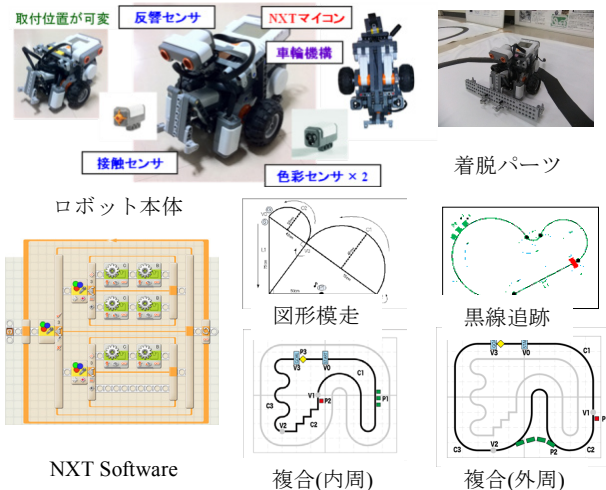 取付位置が可変
反響センサ
NXTマイコン
車輪機構
接触センサ
色彩センサ × 2
着脱パーツ
ロボット本体
図形模走
黒線追跡
P3
V3
V0
C1
P1
V1
P2
C3
C2
V2
V3
V0
C1
V1
P
C3
V2
P2
C2
NXT Software
複合(内周)
複合(外周)